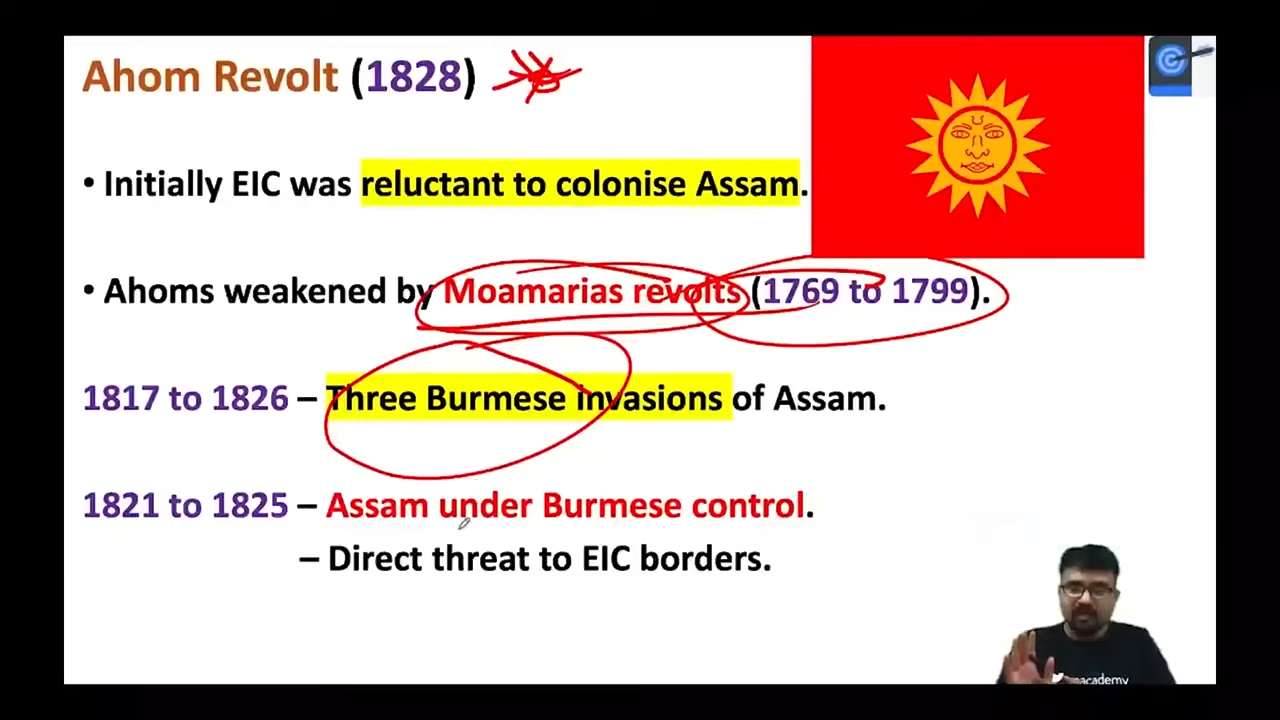 Ahom Revolt (1828)
• Initially EIC was reluctant to colonise Assam.
• Ahoms weakened by Moamarias revolts (1769 to 1799).
1817 to 1826 – Three Burmese invasions of Assam.
1821 to 1825 – Assam under Burmese control.
– Direct threat to EIC borders.
academy